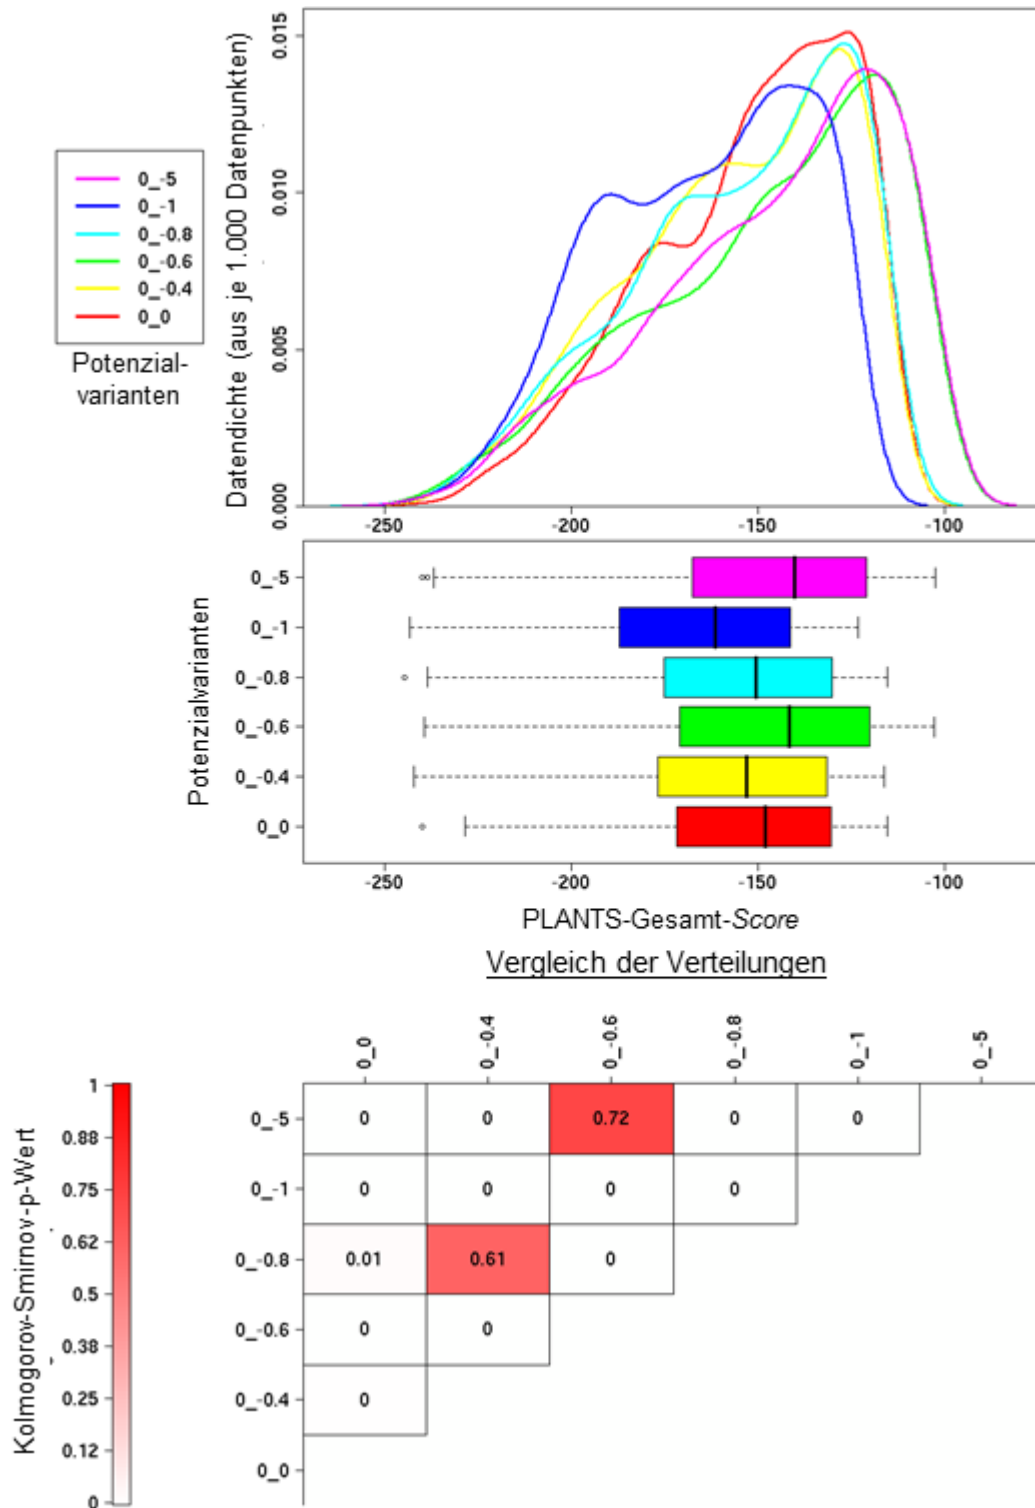 0.015
0.010
0.005
0.000
Datendichte (aus je 1.000 Datenpunkten)
0_-5
0_-1
0_-0.8
0_-0.6
0_-0.4
0_0
Potenzial-
varianten
-250 -200 -150 -100
Potenzialvarianten
0_-5
0_-1
0_-0.8
0_-0.6
0_-0.4
0_0
-250 -200 -150 -100
PLANTS-Gesamt-Score
Vergleich der Verteilungen
0_0 0_-0.4 0_-0.6 0_-0.8 0_-1 0_-5
Kolmogorov-Smirnov-p-Wert
1
0.88
0.75
0.62
0.5
0.38
0.25
0.12
0
0_-5 0 0 0.72 0 0
0_-1 0 0 0 0
0_-0.8 0.01 0.61 0
0_-0.6 0 0
0_-0.4 0
0_0